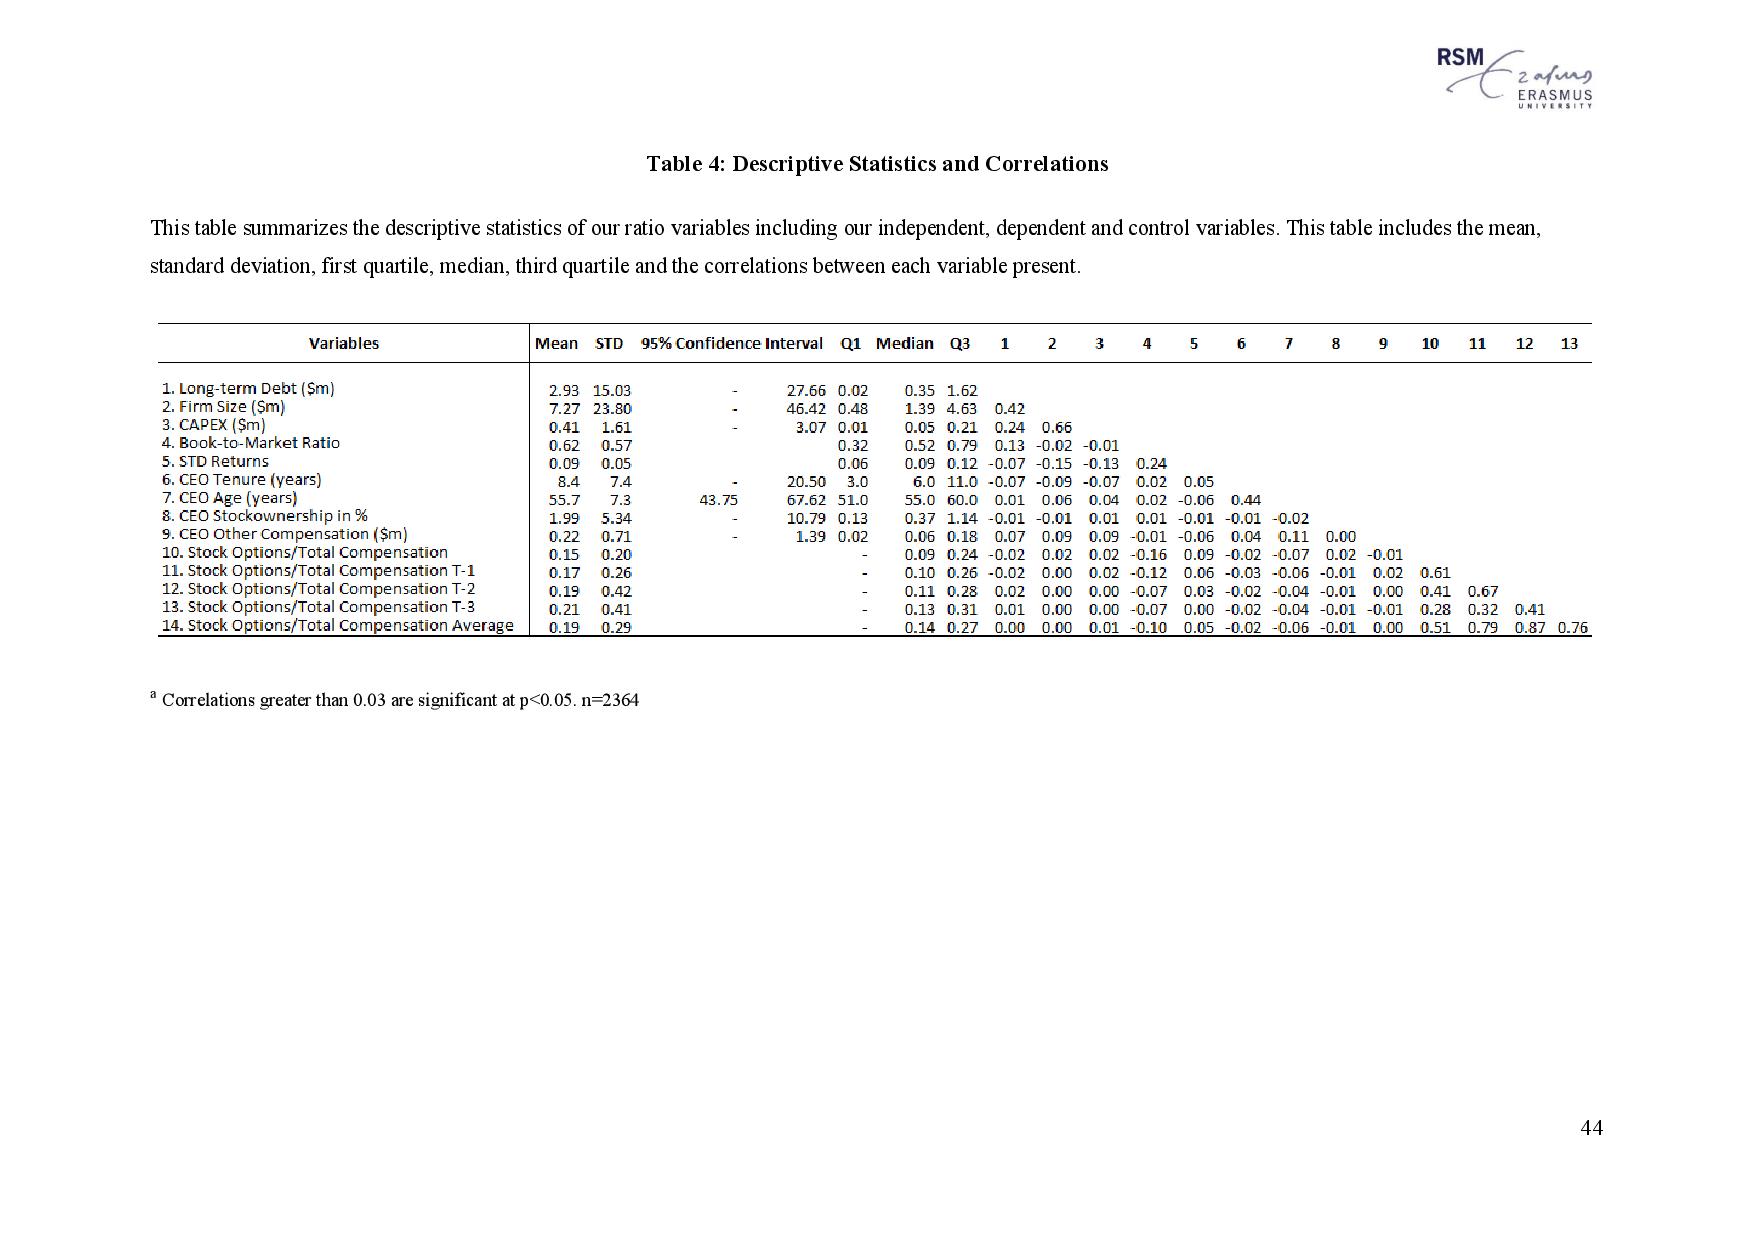 RSM
ERASMUS
UNIVERSITY
Table 4: Descriptive Statistics and Correlations
This table summarizes the descriptive statistics of our ratio variables including our independent, dependent and control variables. This table includes the mean,
standard deviation, first quartile, median, third quartile and the correlations between each variable present.
Variables Mean STD 95% Confidence Interval Q1 Median Q3 1 2 3 4 5 6 7 8 9 10 11 12 13
1. Long-term Debt ($m) 2.93 15.03 - 27.66 0.02 0.35 1.62
2. Firm Size ($m) 7.27 23.80 - 46.42 0.48 1.39 4.63 0.42
3. CAPEX ($m) 0.41 1.61 - 3.07 0.01 0.05 0.21 0.24 0.66
4. Book-to-Market Ratio 0.62 0.57 0.32 0.52 0.79 0.13 -0.02 -0.01
5. STD Returns 0.09 0.05 0.06 0.09 0.12 -0.07 -0.15 -0.13 0.24
6. CEO Tenure (years) 8.4 7.4 - 20.50 3.0 6.0 11.0 -0.07 -0.09 -0.07 0.02 0.05
7. CEO Age (years) 55.7 7.3 43.75 67.62 51.0 55.0 60.0 0.01 0.06 0.04 0.02 -0.06 0.44
8. CEO Stockownership in % 1.99 5.34 - 10.79 0.13 0.37 1.14 -0.01 -0.01 0.01 0.01 -0.01 -0.01 -0.02
9. CEO Other Compensation ($m) 0.22 0.71 - 1.39 0.02 0.06 0.18 0.07 0.09 0.09 -0.01 -0.06 0.04 0.11 0.00
10. Stock Options/Total Compensation 0.15 0.20 - 0.09 0.24 -0.02 0.02 0.02 -0.16 0.09 -0.02 -0.07 0.02 -0.01
11. Stock Options/Total Compensation T-1 0.17 0.26 - 0.10 0.26 -0.02 0.00 0.02 -0.12 0.06 -0.03 -0.06 -0.01 0.02 0.61
12. Stock Options/Total Compensation T-2 0.19 0.42 - 0.11 0.28 0.02 0.00 0.00 -0.07 0.03 -0.02 -0.04 -0.01 0.00 0.41 0.67
13. Stock Options/Total Compensation T-3 0.21 0.41 - 0.13 0.31 0.01 0.00 0.00 -0.07 0.00 -0.02 -0.04 -0.01 -0.01 0.28 0.32 0.41
14. Stock Options/Total Compensation Average 0.19 0.29 - 0.14 0.27 0.00 0.00 0.01 -0.10 0.05 -0.02 -0.06 -0.01 0.00 0.51 0.79 0.87 0.76
a Correlations greater than 0.03 are significant at p<0.05. n=2364
44